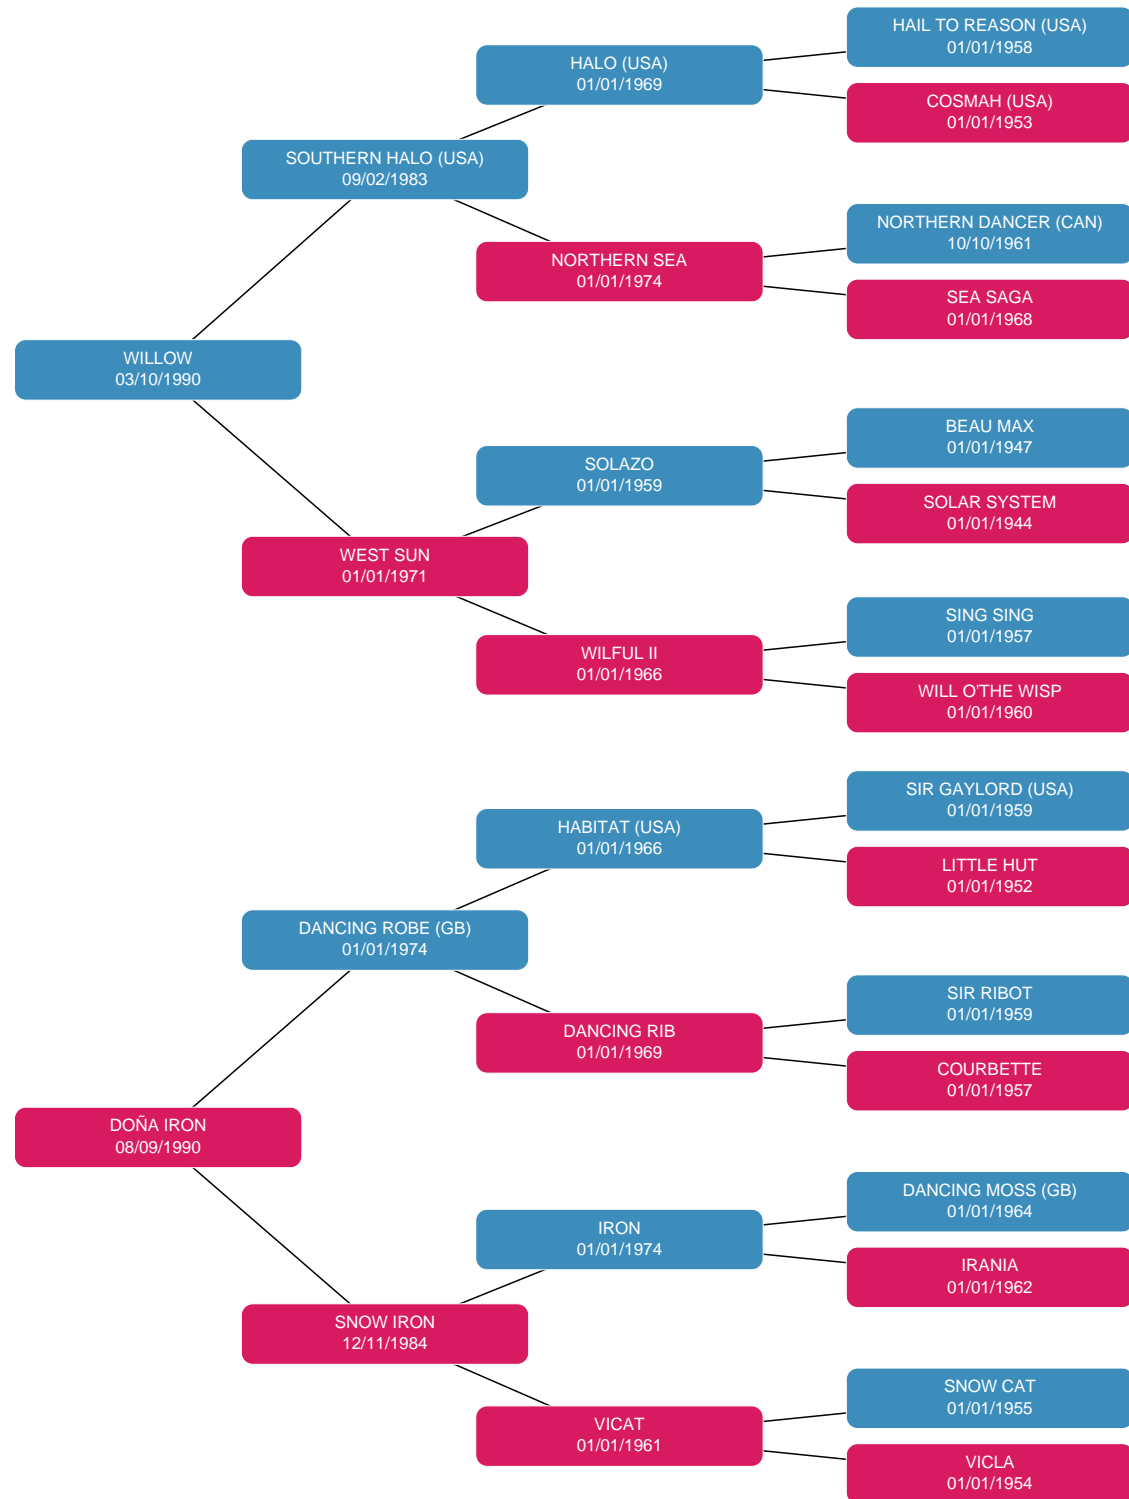 HAIL TO REASON (USA)
01/01/1958
HALO (USA)
01/01/1969
COSMAH (USA)
01/01/1953
SOUTHERN HALO (USA)
09/02/1983
NORTHERN DANCER (CAN)
10/10/1961
NORTHERN SEA
01/01/1974
SEA SAGA
01/01/1968
WILLOW
03/10/1990
BEAU MAX
01/01/1947
SOLAZO
01/01/1959
SOLAR SYSTEM
01/01/1944
WEST SUN
01/01/1971
SING SING
01/01/1957
WILFUL II
01/01/1966
WILL O'THE WISP
01/01/1960
SIR GAYLORD (USA)
01/01/1959
HABITAT (USA)
01/01/1966
LITTLE HUT
01/01/1952
DANCING ROBE (GB)
01/01/1974
SIR RIBOT
01/01/1959
DANCING RIB
01/01/1969
COURBETTE
01/01/1957
DOÑA IRON
08/09/1990
DANCING MOSS (GB)
01/01/1964
IRON
01/01/1974
IRANIA
01/01/1962
SNOW IRON
12/11/1984
SNOW CAT
01/01/1955
VICAT
01/01/1961
VICLA
01/01/1954